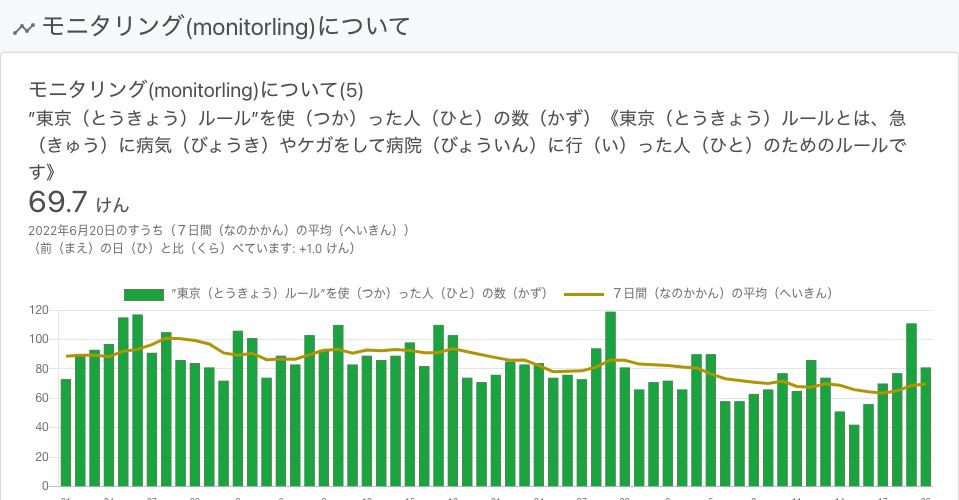 モニタリング(monitorling)について
モニタリング(monitorling)について(5)
”東京（とうきょう）ルール”を使（つか）った人（ひと）の数（かず）《東京（とうきょう）ルールとは、急
（きゅう）に病気（びょうき）やケガをして病院（びょういん）に行（い）った人（ひと）のためのルールで
す》
69.7 けん
2022年6月20日のすうち（７日間（なのかかん）の平均（へいきん））
（前（まえ）の日（ひ）と比（くら）べています: +1.0 けん）
”東京（とうきょう）ルール”を使（つか）った人（ひと）の数（かず） ７日間（なのかかん）の平均（へいきん）
120
100
80
60
40
20
0